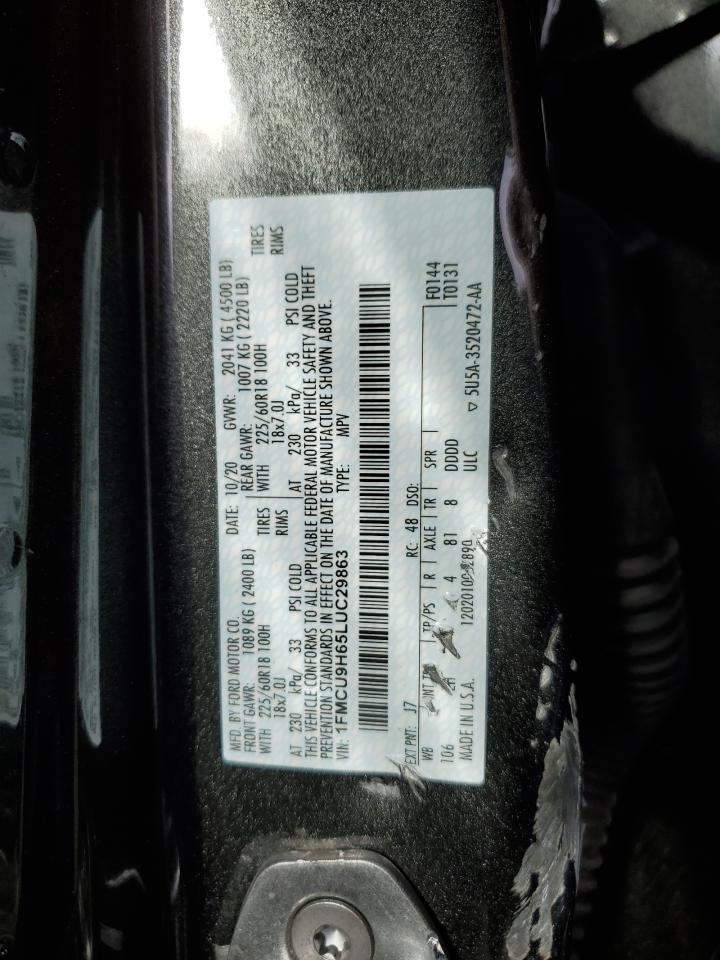 MFD. BY FORD MOTOR CO.
DATE: 10/20 GVWR: 2041 KG ( 4500 LB)
FRONT GAWR: 1089 KG ( 2400 LB) REAR GAWR: 1007 KG ( 2220 LB)
WITH 225/60R18 100H TIRES WITH 225/60R18 100H TIRES
18x7.0J RIMS 18x7.0J RIMS
AT 230 kPa/ 33 PSI COLD AT 230 kPa/ 33 PSI COLD
THIS VEHICLE CONFORMS TO ALL APPLICABLE FEDERAL MOTOR VEHICLE SAFETY AND THEFT
PREVENTION STANDARDS IN EFFECT ON THE DATE OF MANUFACTURE SHOWN ABOVE.
VIN: 1FMCU9H65LUC29863 TYPE: MPV
EXT PNT: J7 RC: 48 DSO: F0144
WB INT TP/PS R AXLE TR SPR T0131
106 4 81 8 DDDD
MADE IN U.S.A. ULC ▽ 5U5A-3520472-AA